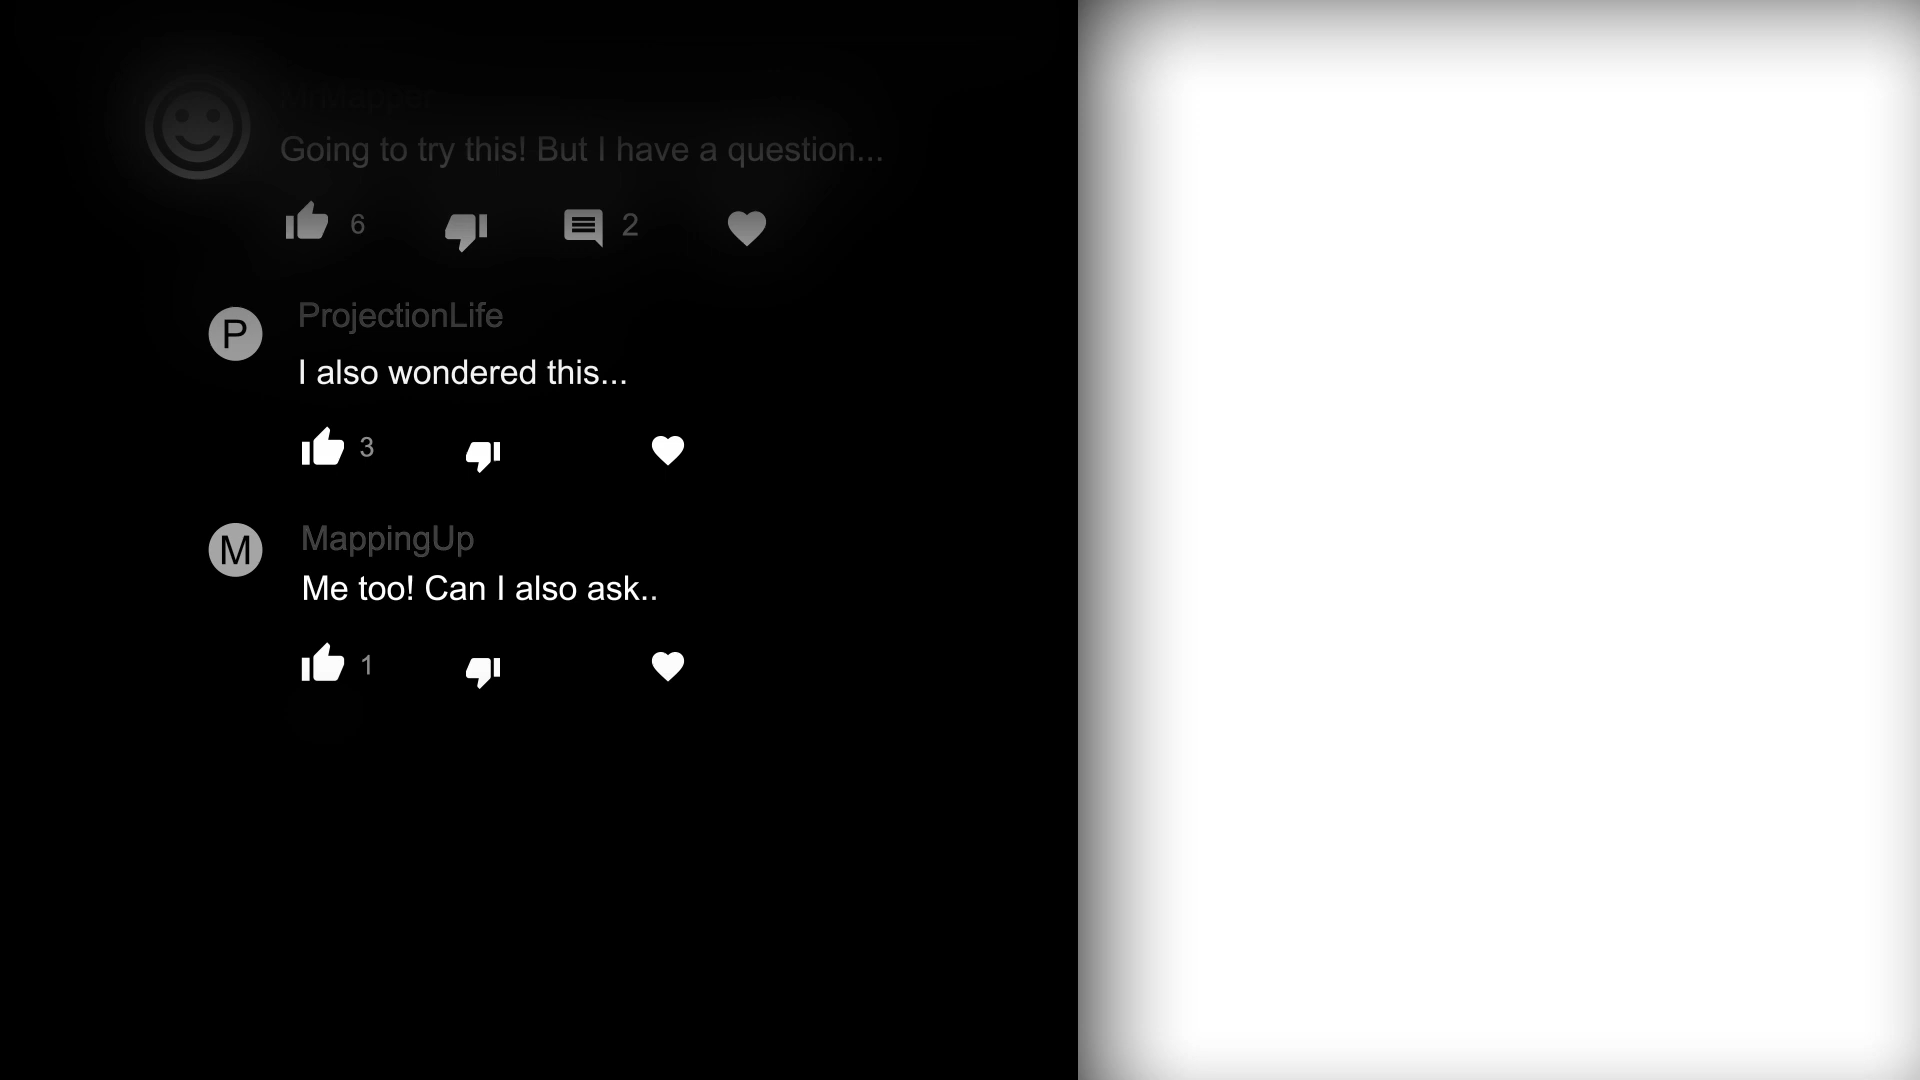 MrMapper
Going to try this! But I have a question...
6 2
P ProjectionLife
I also wondered this...
3
M MappingUp
Me too! Can I also ask..
1